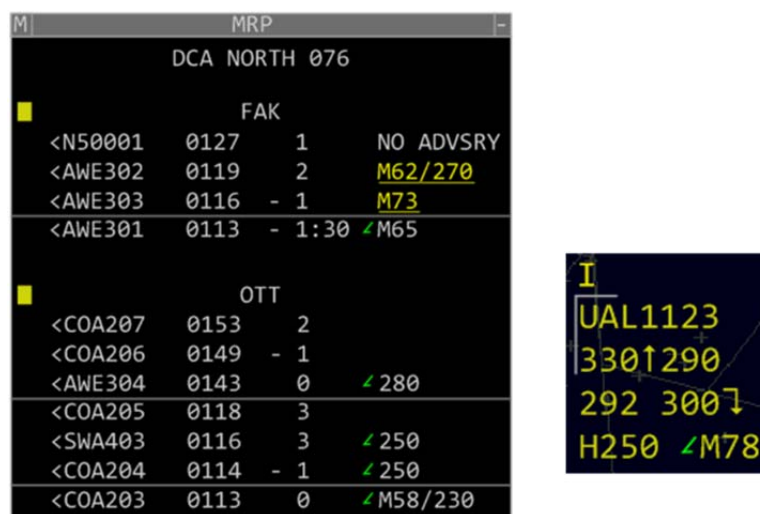 M MRP -
DCA NORTH 076
FAK
<N50001 0127 1 NO ADVSRY
<AWE302 0119 2 M62/270
<AWE303 0116 - 1 M73
<AWE301 0113 - 1:30 ∠M65
OTT
<COA207 0153 2
<COA206 0149 - 1
<AWE304 0143 0 ∠280
<COA205 0118 3
<SWA403 0116 3 ∠250
<COA204 0114 - 1 ∠250
<COA203 0113 0 ∠M58/230
I
UAL1123
330↑290
292 300↴
H250 ∠M78